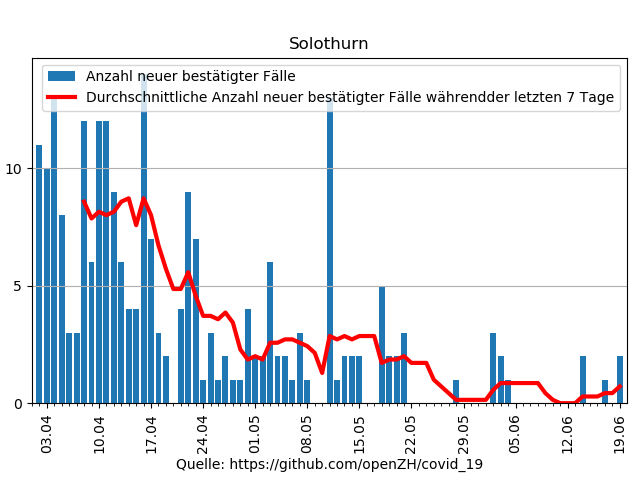 Solothurn
Anzahl neuer bestätigter Fälle
Durchschnittliche Anzahl neuer bestätigter Fälle währendder letzten 7 Tage
10
5
0
03.04 10.04 17.04 24.04 01.05 08.05 15.05 22.05 29.05 05.06 12.06 19.06
Quelle: https://github.com/openZH/covid_19